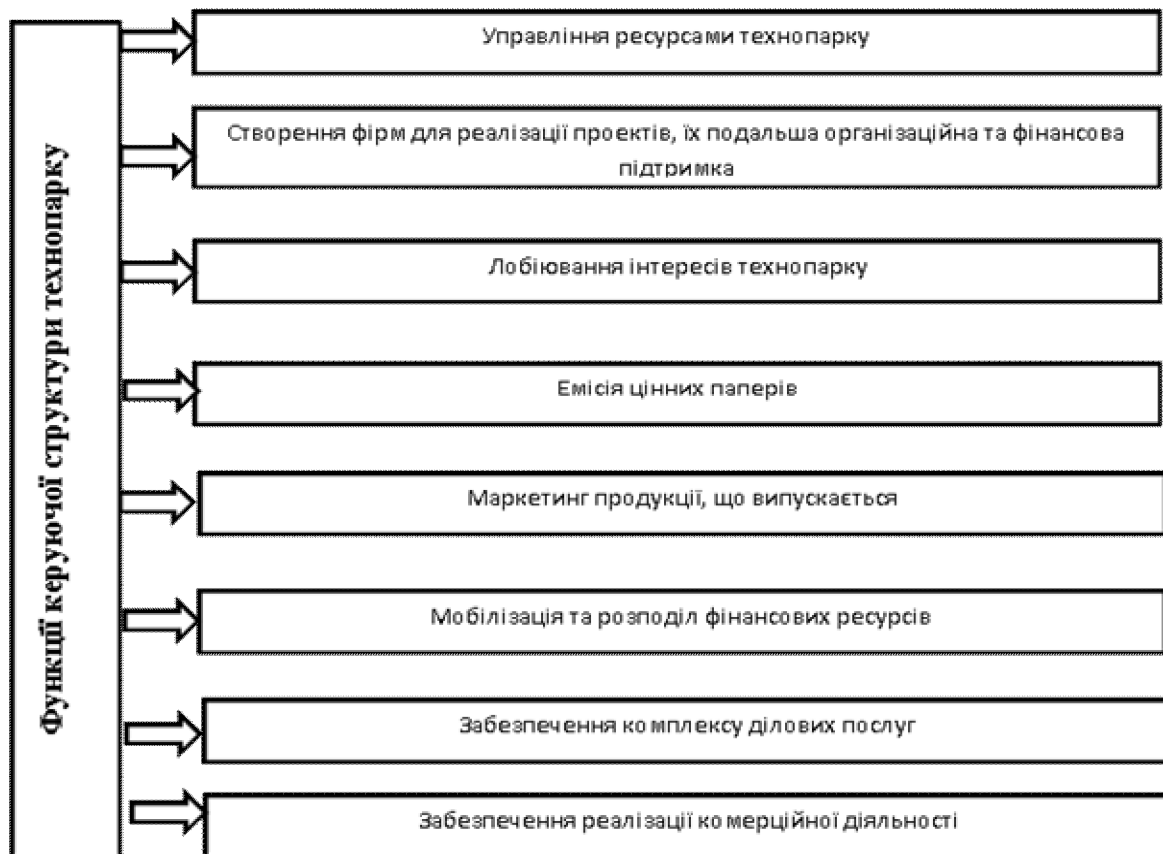 Функції керуючої структури технопарку
Управління ресурсами технопарку
Створення фірм для реалізації проектів, їх подальша організаційна та фінансова
підтримка
Лобіювання інтересів технопарку
Емісія цінних паперів
Маркетинг продукції, що випускається
Мобілізація та розподіл фінансових ресурсів
Забезпечення комплексу ділових послуг
Забезпечення реалізації комерційної діяльності